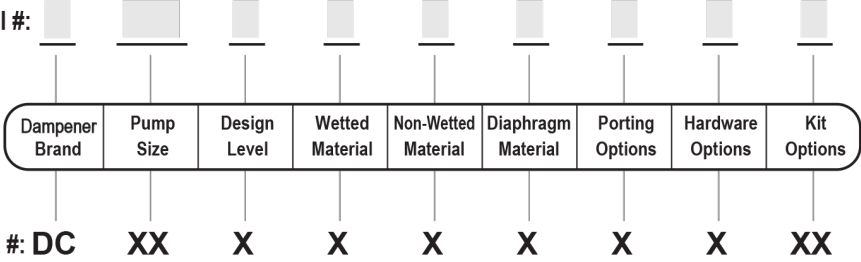 l #:
Dampener Brand Pump Size Design Level Wetted Material Non-Wetted Material Diaphragm Material Porting Options Hardware Options Kit Options
#: DC XX X X X X X X XX